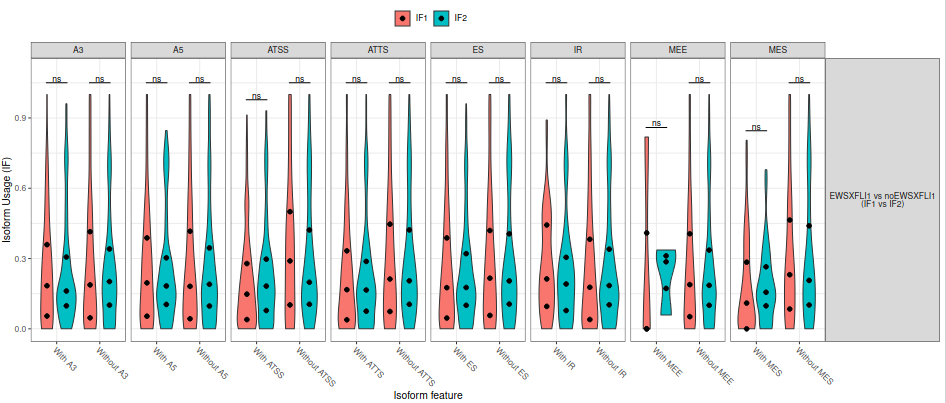 IF1 IF2
A3 A5 ATSS ATTS ES IR MEE MES
ns ns ns ns ns ns ns ns ns ns ns ns ns
ns
ns
ns
0.9
0.6
0.3
0.0
Isoform Usage (IF)
EWSXFLI1 vs noEWSXFLI1
(IF1 vs IF2)
With A3 Without A3 With A5 Without A5 With ATSS Without ATSS With ATTS Without ATTS With ES Without ES With IR Without IR With MEE Without MEE With MES Without MES
Isoform feature